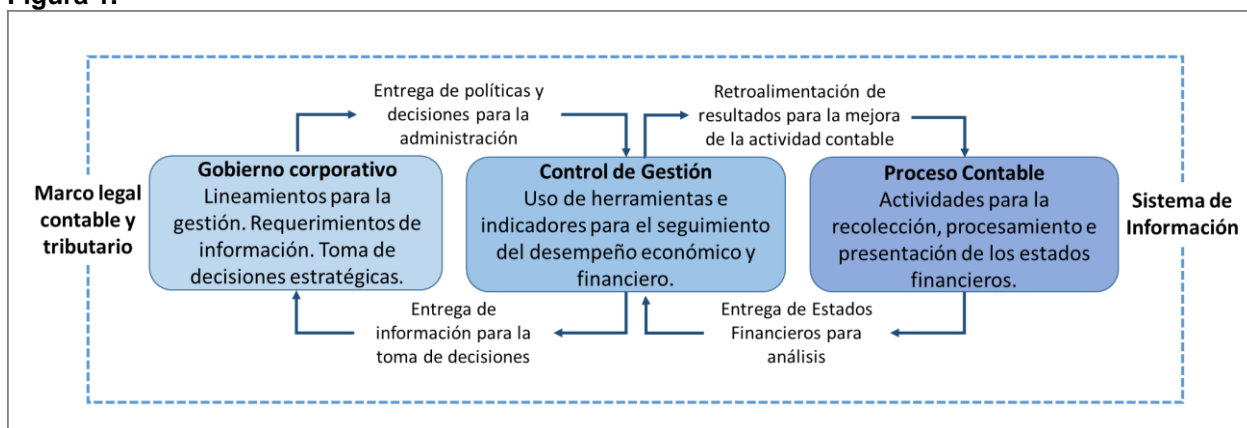 Figura 1.
Entrega de políticas y
decisiones para la
administración
Retroalimentación de
resultados para la mejora
de la actividad contable
Marco legal
contable y
tributario
Gobierno corporativo
Lineamientos para la
gestión. Requerimientos de
información. Toma de
decisiones estratégicas.
Control de Gestión
Uso de herramientas e
indicadores para el seguimiento
del desempeño económico y
financiero.
Proceso Contable
Actividades para la
recolección, procesamiento e
presentación de los estados
financieros.
Sistema de
Información
Entrega de
información para la
toma de decisiones
Entrega de Estados
Financieros para
análisis